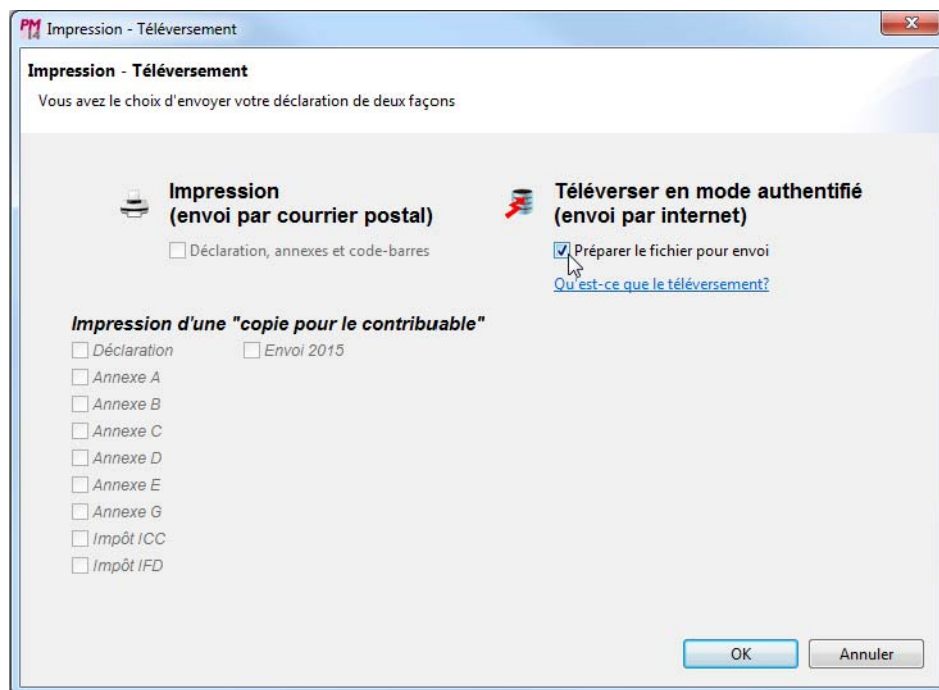 PM
14
Impression - Téléversement
Impression - Téléversement
Vous avez le choix d'envoyer votre déclaration de deux façons
Impression
(envoi par courrier postal)
Déclaration, annexes et code-barres
Téléverser en mode authentifié
(envoi par internet)
Préparer le fichier pour envoi
Qu'est-ce que le téléversement?
Impression d'une "copie pour le contribuable"
Déclaration
Envoi 2015
Annexe A
Annexe B
Annexe C
Annexe D
Annexe E
Annexe G
Impôt ICC
Impôt IFD
OK
Annuler